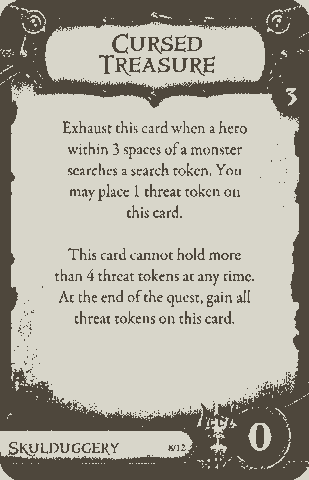 CURSED
TREASURE
3
Exhaust this card when a hero
within 3 spaces of a monster
searches a search token. You
may place 1 threat token on
this card.
This card cannot hold more
than 4 threat tokens at any time.
At the end of the quest, gain all
threat tokens on this card.
SKULDUGGERY
8/12
0